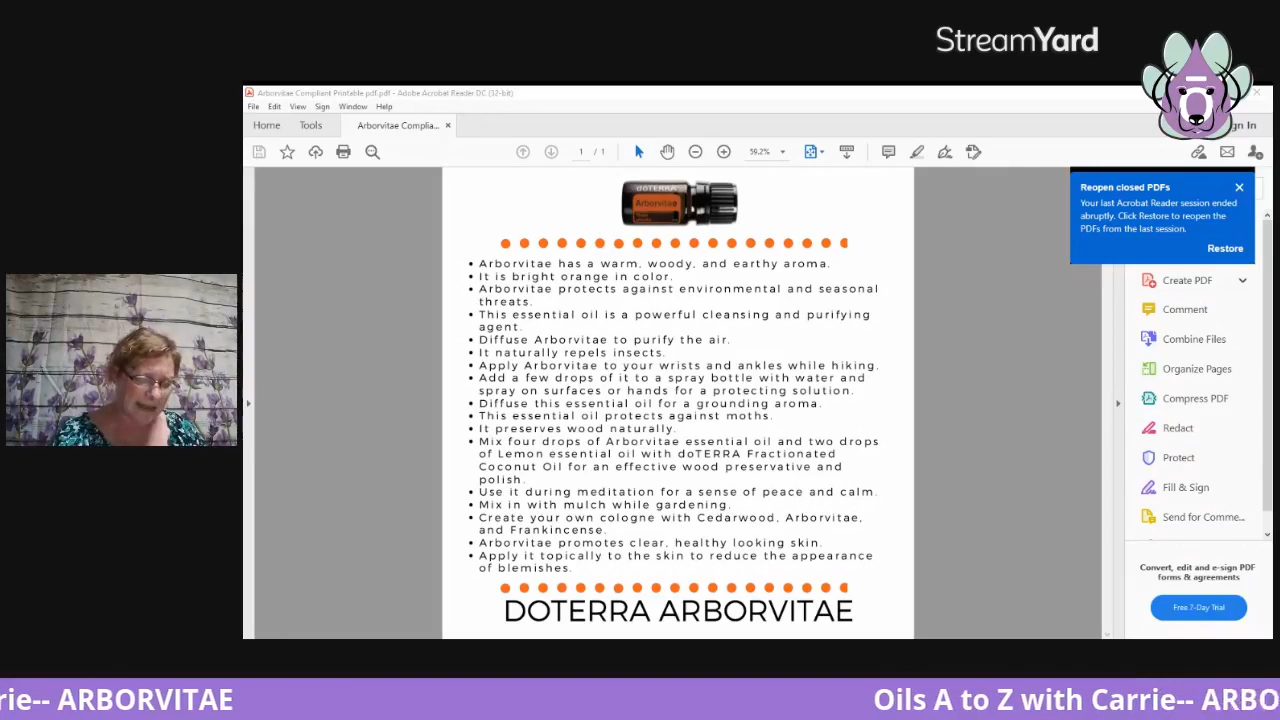 StreamYard
Arborvitae Compliant Printable pdf.pdf - Adobe Acrobat Reader DC (32-bit)
File Edit View Sign Window Help
Home Tools Arborvitae Complia... ×
gn In
1 / 1 59.2%
Reopen closed PDFs
Your last Acrobat Reader session ended
abruptly. Click Restore to reopen the
PDFs from the last session.
Restore
Create PDF
Comment
Combine Files
Organize Pages
Compress PDF
Redact
Protect
Fill & Sign
Send for Comme...
Convert, edit and e-sign PDF
forms & agreements
Free 7-Day Trial
doTERRA
Arborvitae
• Arborvitae has a warm, woody, and earthy aroma.
• It is bright orange in color.
• Arborvitae protects against environmental and seasonal
threats.
• This essential oil is a powerful cleansing and purifying
agent.
• Diffuse Arborvitae to purify the air.
• It naturally repels insects.
• Apply Arborvitae to your wrists and ankles while hiking.
• Add a few drops of it to a spray bottle with water and
spray on surfaces or hands for a protecting solution.
• Diffuse this essential oil for a grounding aroma.
• This essential oil protects against moths.
• It preserves wood naturally.
• Mix four drops of Arborvitae essential oil and two drops
of Lemon essential oil with doTERRA Fractionated
Coconut Oil for an effective wood preservative and
polish.
• Use it during meditation for a sense of peace and calm.
• Mix in with mulch while gardening.
• Create your own cologne with Cedarwood, Arborvitae,
and Frankincense.
• Arborvitae promotes clear, healthy looking skin.
• Apply it topically to the skin to reduce the appearance
of blemishes.
DOTERRA ARBORVITAE
rie-- ARBORVITAE Oils A to Z with Carrie-- ARBO